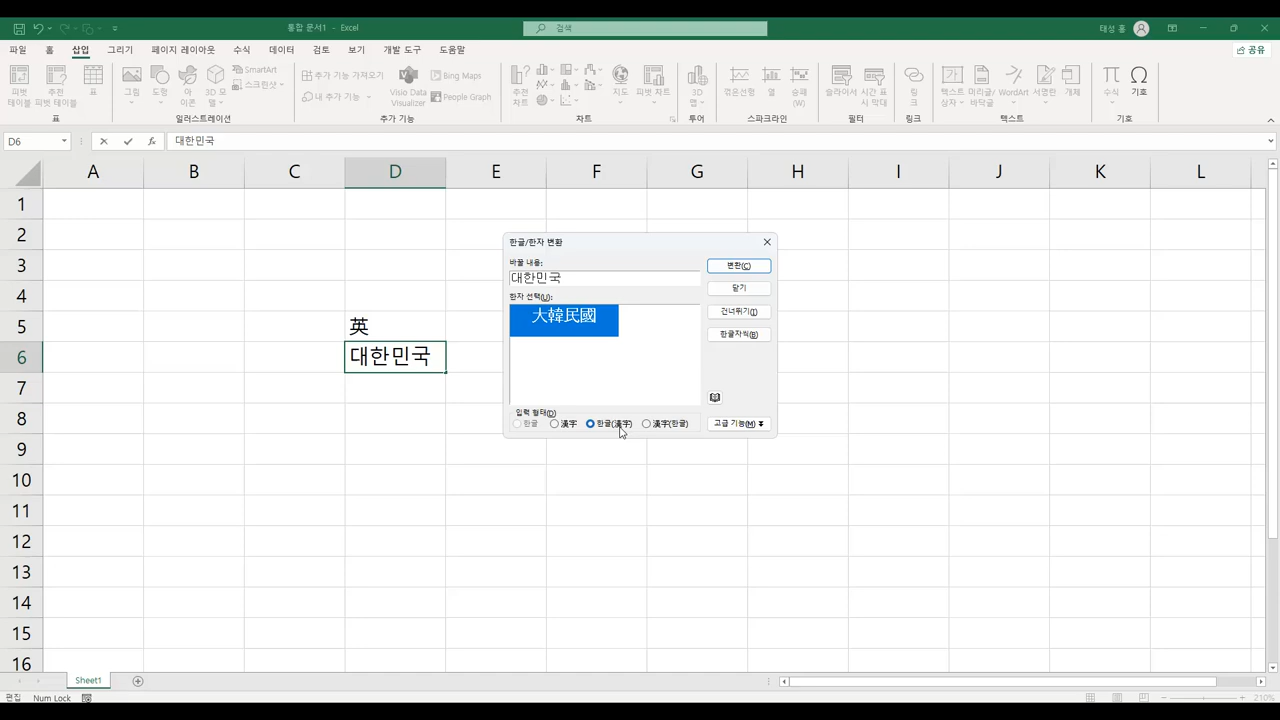 통합 문서1 - Excel
검색
태성 홍
파일 홈 삽입 그리기 페이지 레이아웃 수식 데이터 검토 보기 개발 도구 도움말
공유
피벗 테이블
추천 피벗 테이블
표
표
그림
도형
아이콘
3D 모델
SmartArt
스크린샷
일러스트레이션
추가 기능 가져오기
내 추가 기능
Visio Data Visualizer
Bing Maps
People Graph
추가 기능
추천 차트
지도
피벗 차트
차트
3D 맵
투어
꺾은선형
열
승패 (W)
스파크라인
슬라이서
시간 표시 막대
필터
링크
링크
텍스트 상자
머리글/바닥글
WordArt
서명란
개체
텍스트
수식
기호
기호
D6
fx
대한민국
A B C D E F G H I J K L
1
2
3
4
5 英
6 대한민국
7
8
9
10
11
12
13
14
15
16
한글/한자 변환
바꿀 내용:
대한민국
한자 선택(U):
大韓民國
변환(C)
닫기
건너뛰기(I)
한글자씩(B)
입력 형태(D)
한글 漢字 한글(漢字) 漢字(한글)
고급 기능(M)
Sheet1
편집 Num Lock
210%